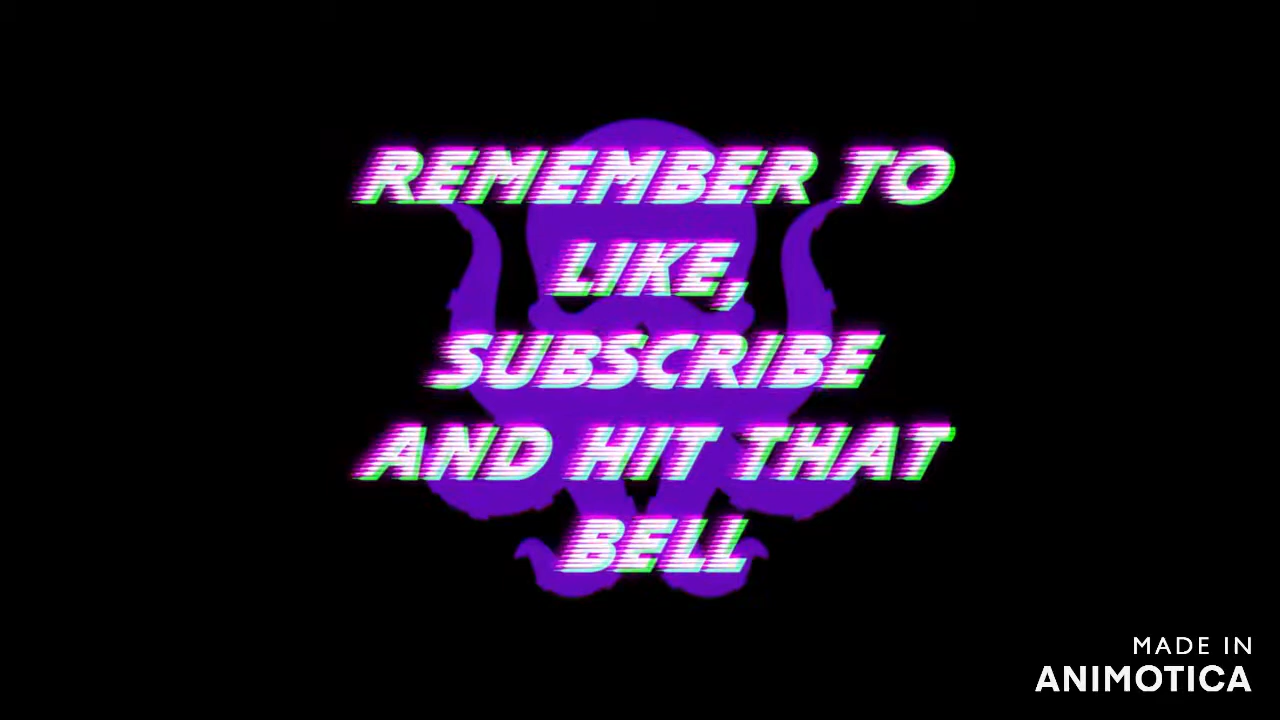 REMEMBER TO
LIKE,
SUBSCRIBE
AND HIT THAT
BELL
MADE IN
ANIMOTICA